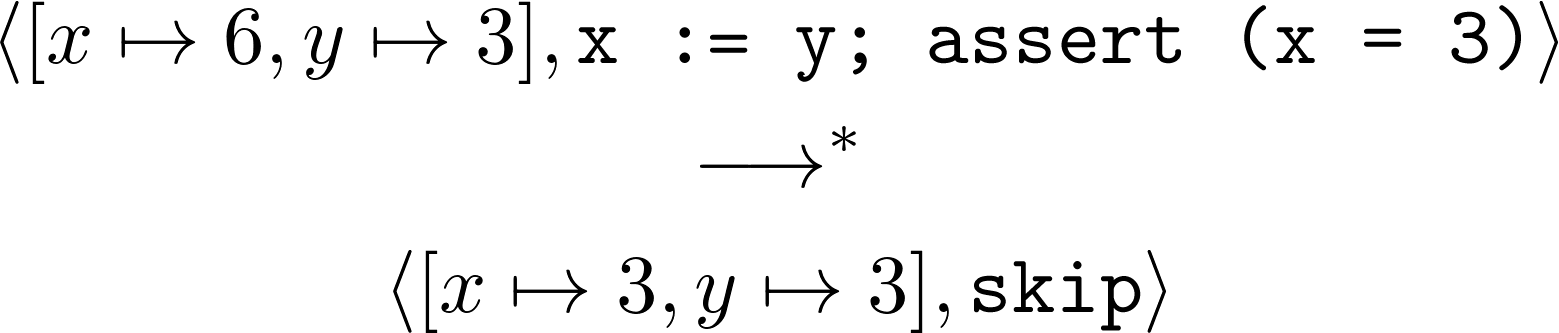 ⟨[x ↦ 6, y ↦ 3], x := y; assert (x = 3)⟩
⟶*
⟨[x ↦ 3, y ↦ 3], skip⟩